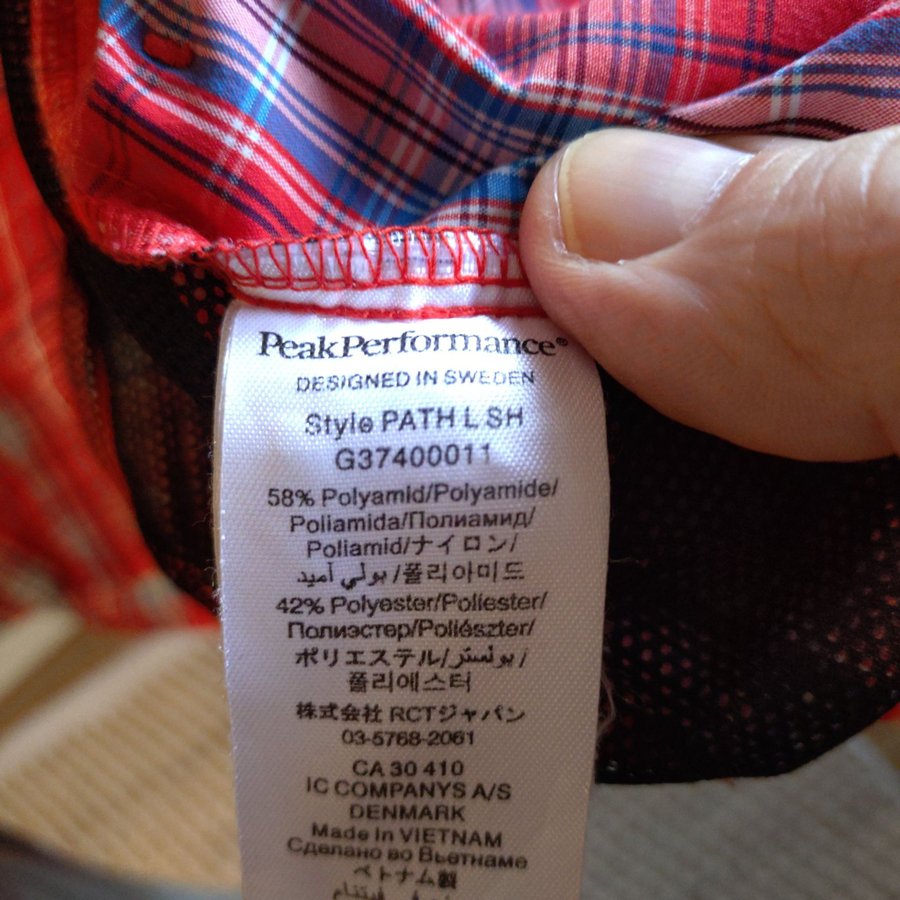 PeakPerformance®
DESIGNED IN SWEDEN
Style PATH L SH
G37400011
58% Polyamid/Polyamide/
Poliamida/Полиамид/
Poliamid/ナイロン/
بولي أميد/폴리아미드
42% Polyester/Poliester/
Полиэстер/Poliészter/
ポリエステル/بوليستر/
폴리에스터
株式会社 RCTジャパン
03-5768-2061
CA 30 410
IC COMPANYS A/S
DENMARK
Made in VIETNAM
Сделано во Вьетнаме
ベトナム製